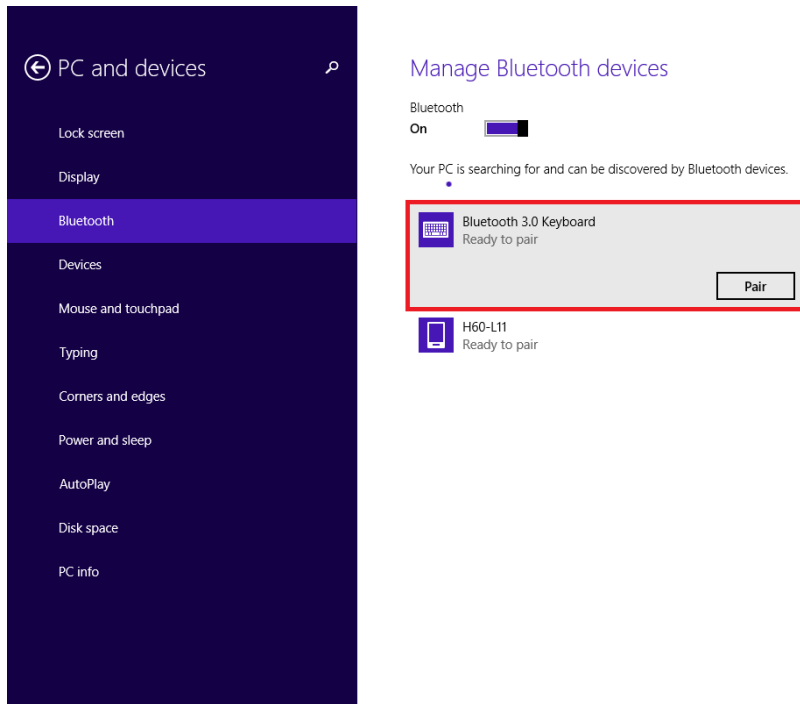 PC and devices
Lock screen
Display
Bluetooth
Devices
Mouse and touchpad
Typing
Corners and edges
Power and sleep
AutoPlay
Disk space
PC info
Manage Bluetooth devices
Bluetooth
On
Your PC is searching for and can be discovered by Bluetooth devices.
Bluetooth 3.0 Keyboard
Ready to pair
Pair
H60-L11
Ready to pair